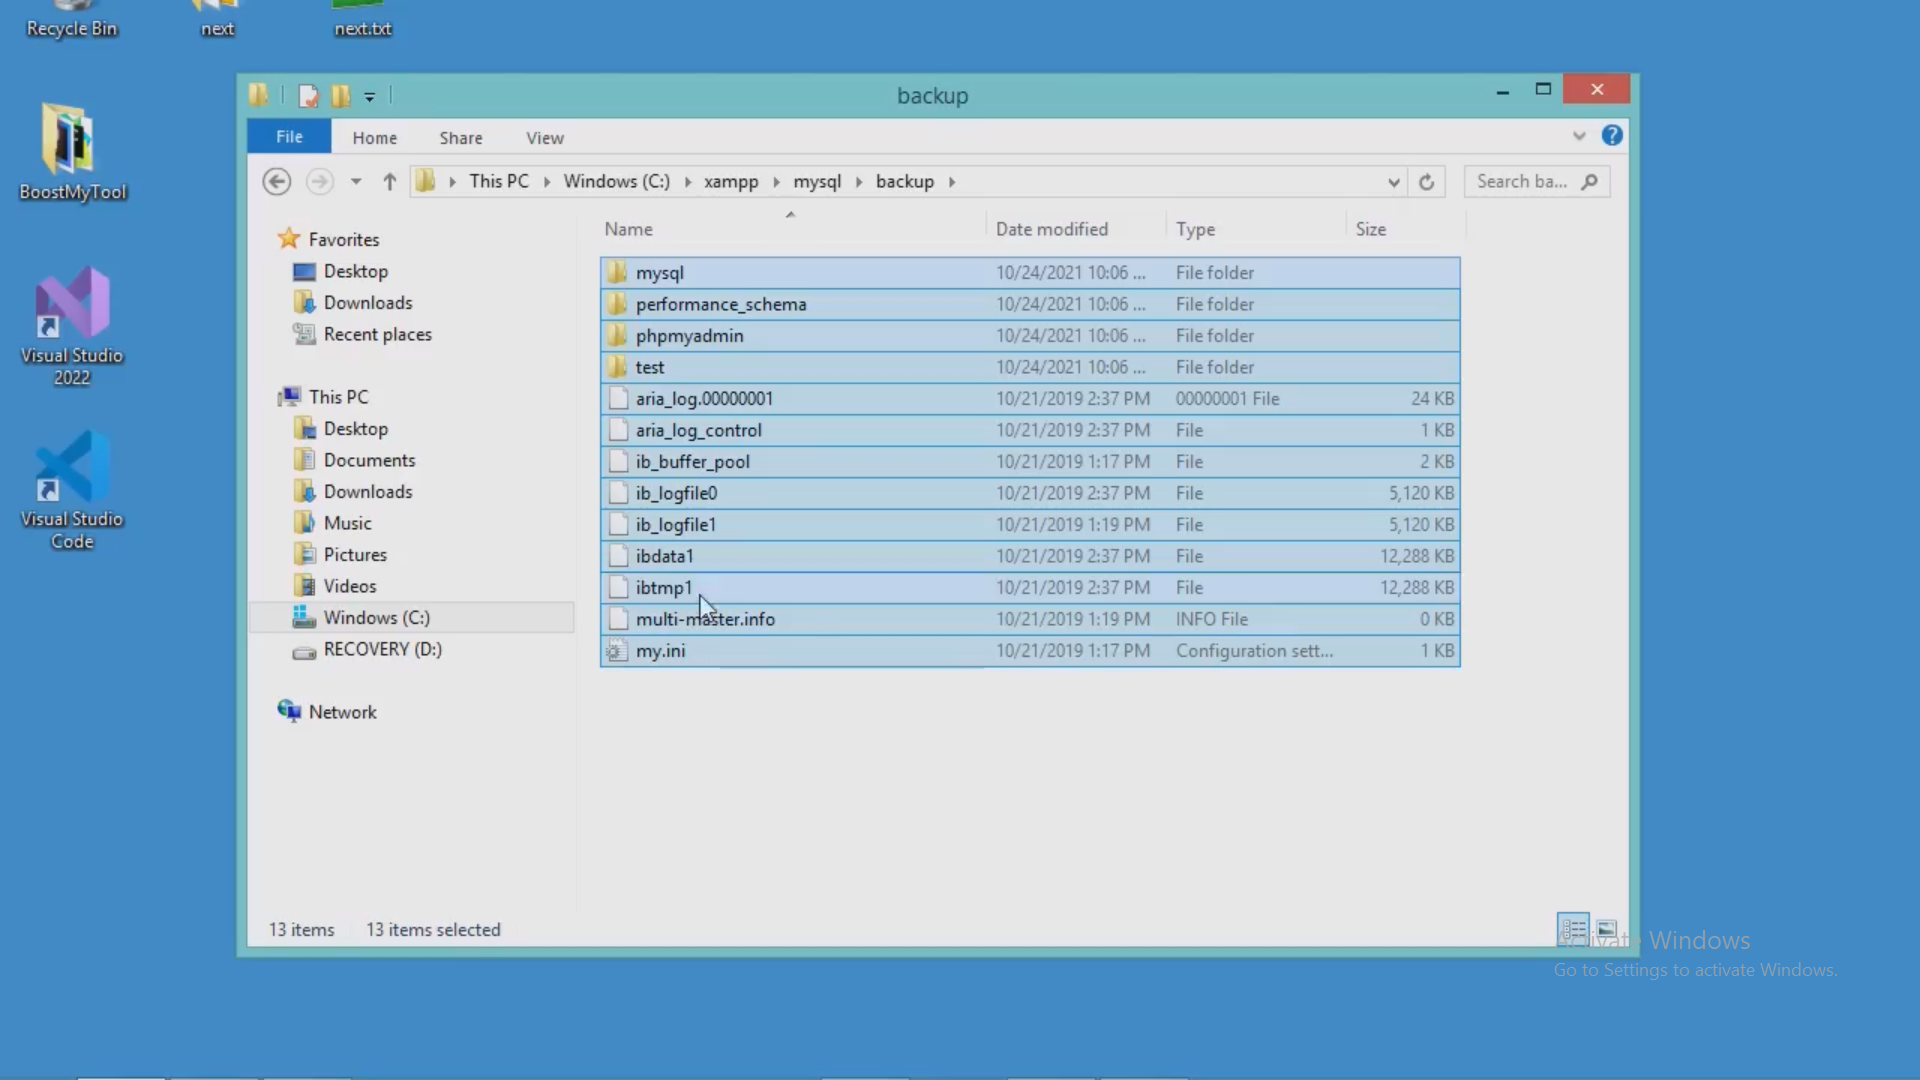 Recycle Bin
next
next.txt
backup
File
Home
Share
View
This PC
Windows (C:)
xampp
mysql
backup
Search ba...
BoostMyTool
Visual Studio
2022
Visual Studio
Code
Favorites
Desktop
Downloads
Recent places
This PC
Desktop
Documents
Downloads
Music
Pictures
Videos
Windows (C:)
RECOVERY (D:)
Network
Name Date modified Type Size
mysql 10/24/2021 10:06 ... File folder
performance_schema 10/24/2021 10:06 ... File folder
phpmyadmin 10/24/2021 10:06 ... File folder
test 10/24/2021 10:06 ... File folder
aria_log.00000001 10/21/2019 2:37 PM 00000001 File 24 KB
aria_log_control 10/21/2019 2:37 PM File 1 KB
ib_buffer_pool 10/21/2019 1:17 PM File 2 KB
ib_logfile0 10/21/2019 2:37 PM File 5,120 KB
ib_logfile1 10/21/2019 1:19 PM File 5,120 KB
ibdata1 10/21/2019 2:37 PM File 12,288 KB
ibtmp1 10/21/2019 2:37 PM File 12,288 KB
multi-master.info 10/21/2019 1:19 PM INFO File 0 KB
my.ini 10/21/2019 1:17 PM Configuration sett... 1 KB
13 items 13 items selected
Activate Windows
Go to Settings to activate Windows.